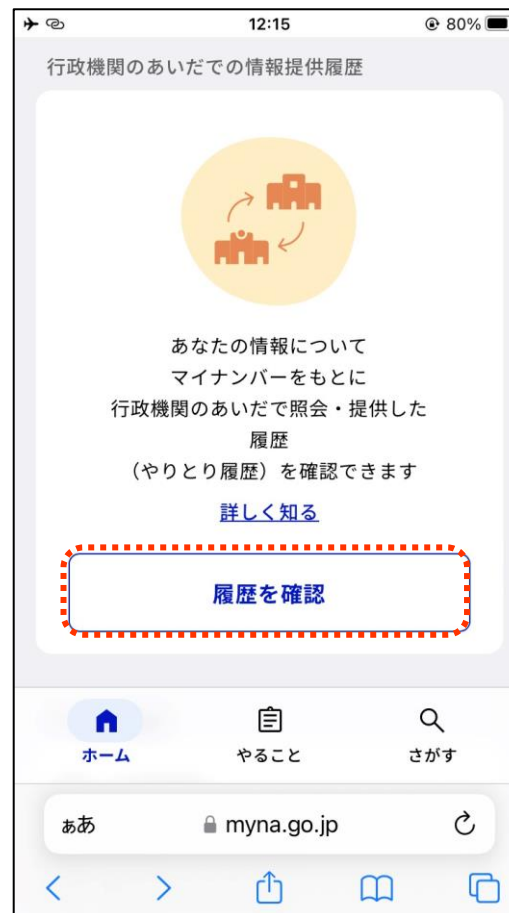 12:15
80%
行政機関のあいだでの情報提供履歴
あなたの情報について
マイナンバーをもとに
行政機関のあいだで照会・提供した
履歴
（やりとり履歴）を確認できます
詳しく知る
履歴を確認
ホーム やること さがす
ぁあ myna.go.jp